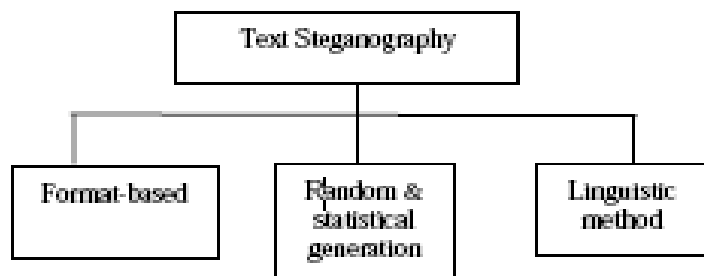 Text Steganography
Format-based
Random &
statistical
generation
Linguistic
method